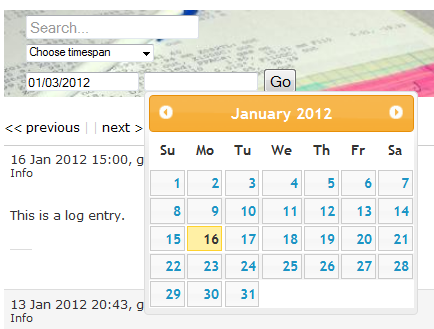 Search...
Choose timespan
01/03/2012 Go
<< previous | | next >
January 2012
Su Mo Tu We Th Fr Sa
1 2 3 4 5 6 7
8 9 10 11 12 13 14
15 16 17 18 19 20 21
22 23 24 25 26 27 28
29 30 31
16 Jan 2012 15:00, g
Info
This is a log entry.
13 Jan 2012 20:43, g
Info